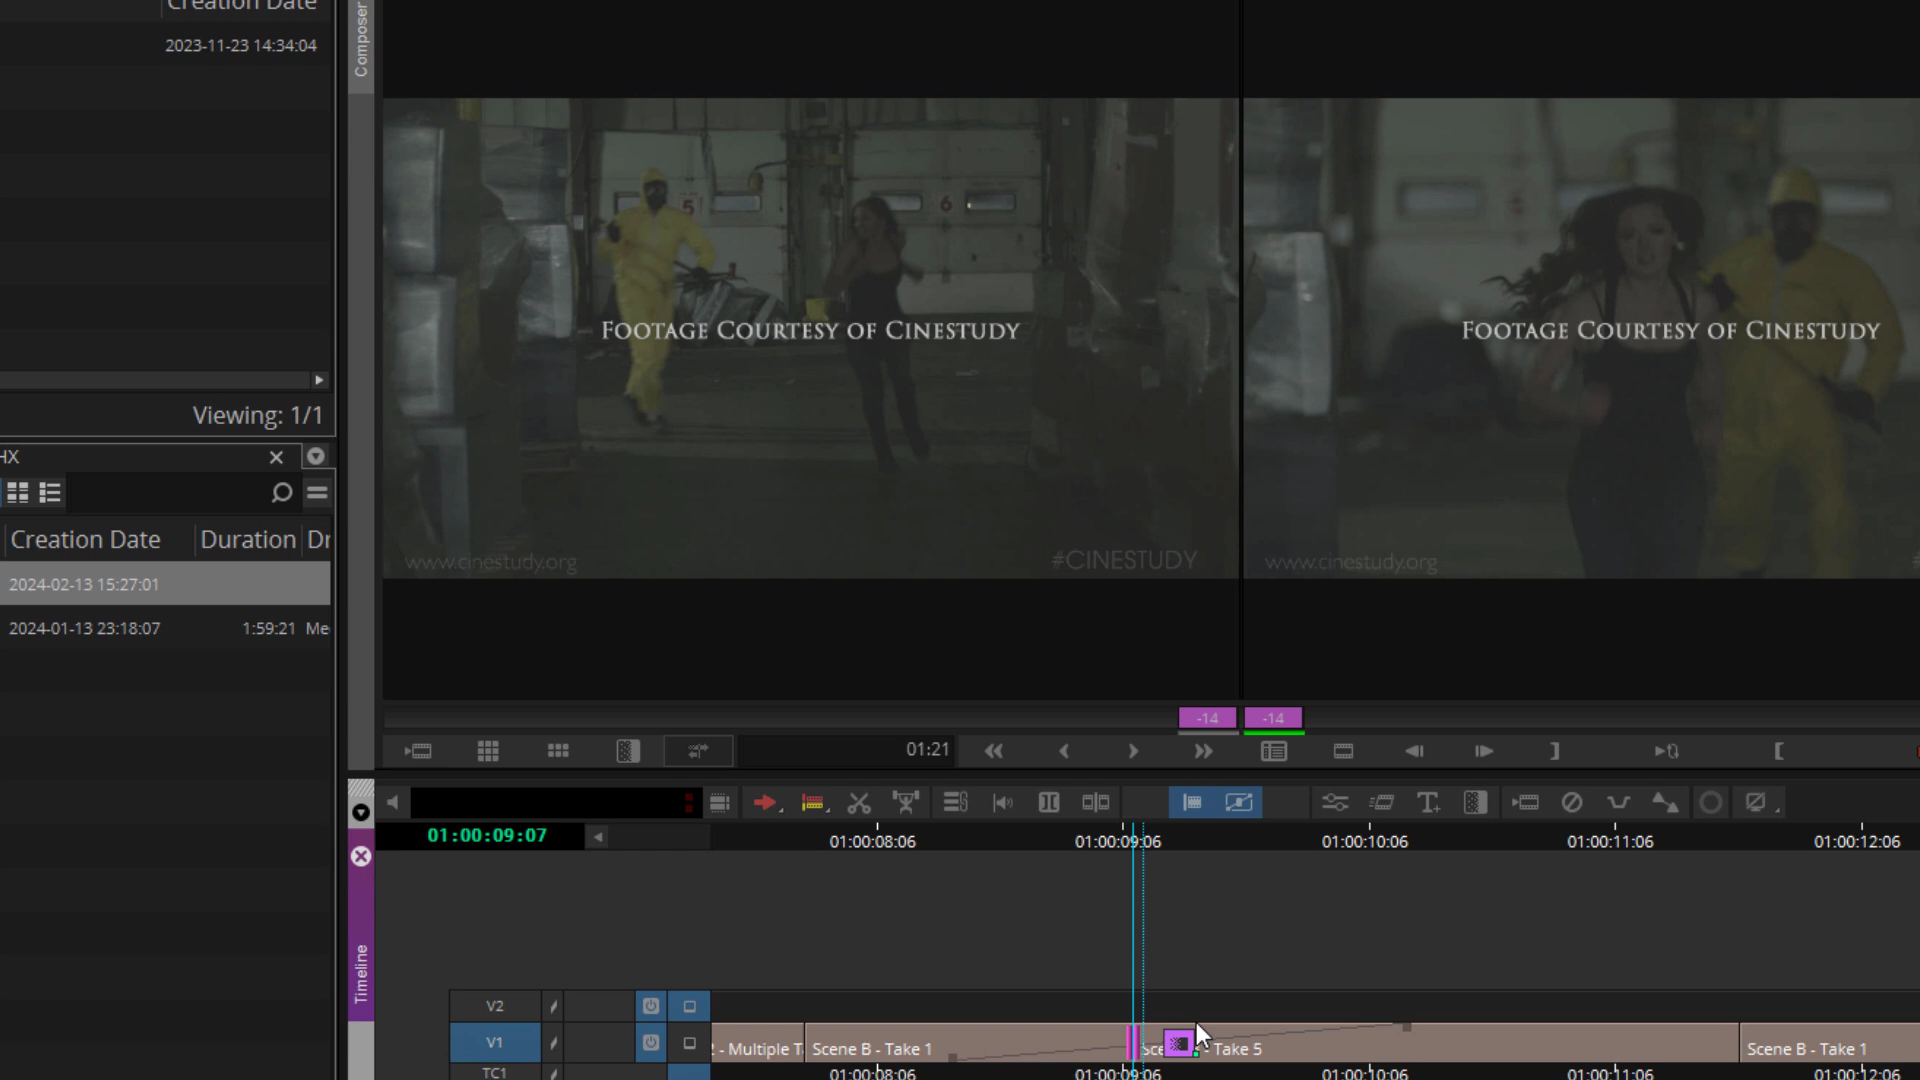 Creation Date
2023-11-23 14:34:04
Composer
5
6
FOOTAGE COURTESY OF CINESTUDY
FOOTAGE COURTESY OF CINESTUDY
www.cinestudy.org
#CINESTUDY
www.cinestudy.org
Viewing: 1/1
HX
Creation Date
Duration
Dr
2024-02-13 15:27:01
2024-01-13 23:18:07
1:59:21
Me
-14
-14
01:21
01:00:09:07
01:00:08:06
01:00:09:06
01:00:10:06
01:00:11:06
01:00:12:06
Timeline
V2
V1
- Multiple T
Scene B - Take 1
Sce
- Take 5
Scene B - Take 1
TC1
01:00:08:06
01:00:09:06
01:00:10:06
01:00:11:06
01:00:12:06